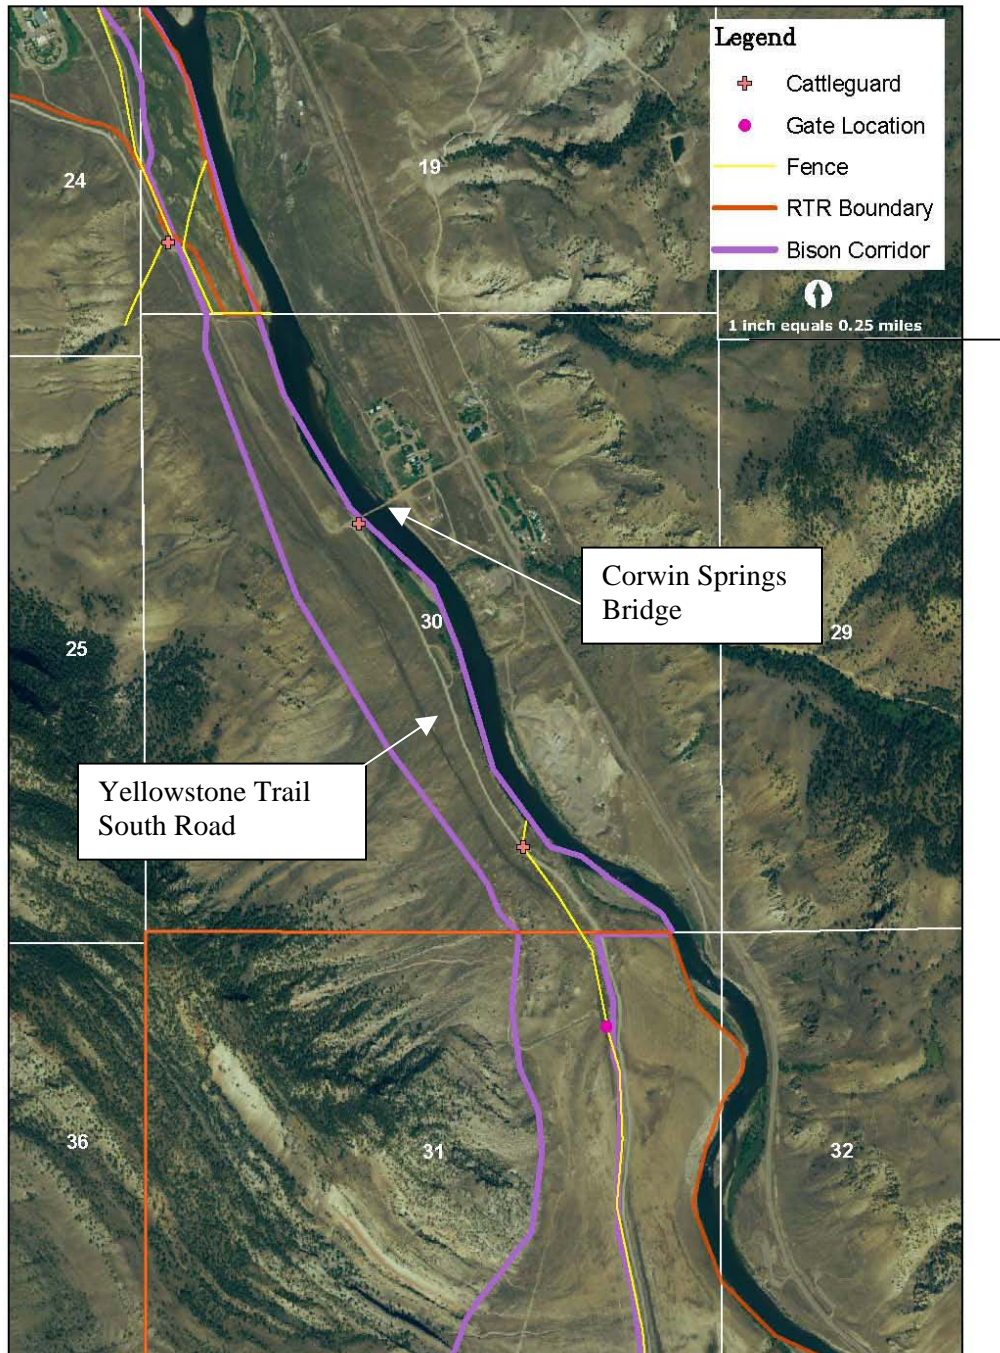 Legend
Cattleguard
Gate Location
Fence
RTR Boundary
Bison Corridor
1 inch equals 0.25 miles
24
19
Corwin Springs
Bridge
30
25
29
Yellowstone Trail
South Road
36
31
32